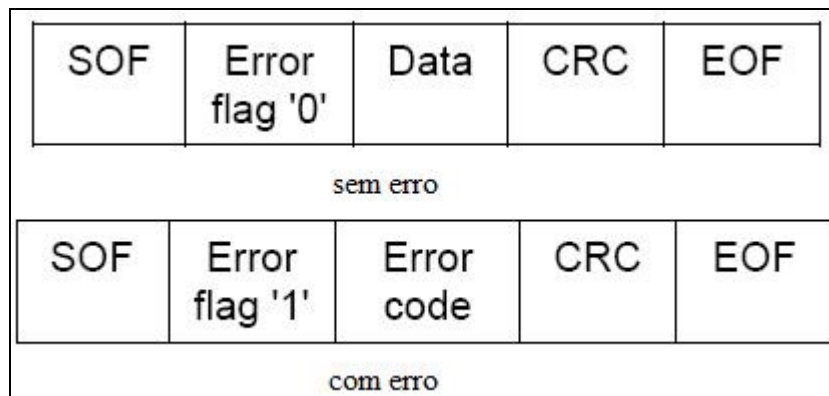 SOF Error Data CRC EOF
flag '0'
sem erro
SOF Error Error CRC EOF
flag '1' code
com erro